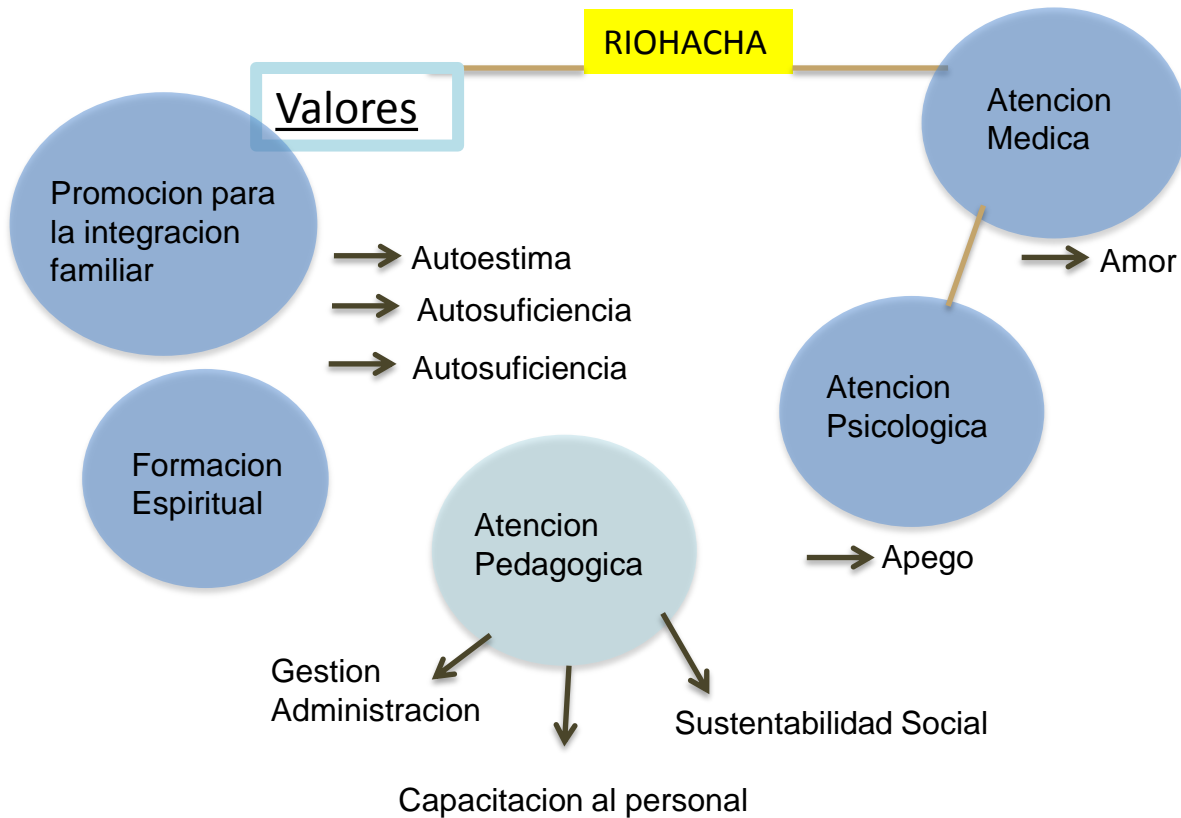 RIOHACHA
Valores
Atencion
Medica
Promocion para
la integracion
familiar
Autoestima
Amor
Autosuficiencia
Autosuficiencia
Atencion
Psicologica
Formacion
Espiritual
Atencion
Pedagogica
Apego
Gestion
Administracion
Sustentabilidad Social
Capacitacion al personal